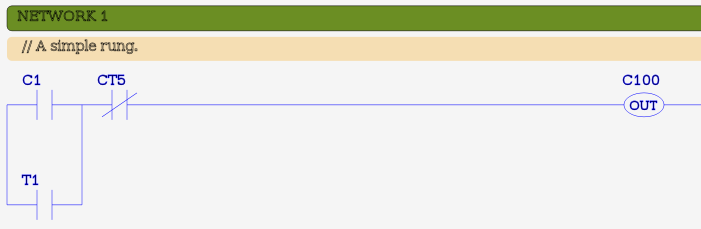 NETWORK 1
// A simple rung.
C1 CT5 C100
OUT
T1